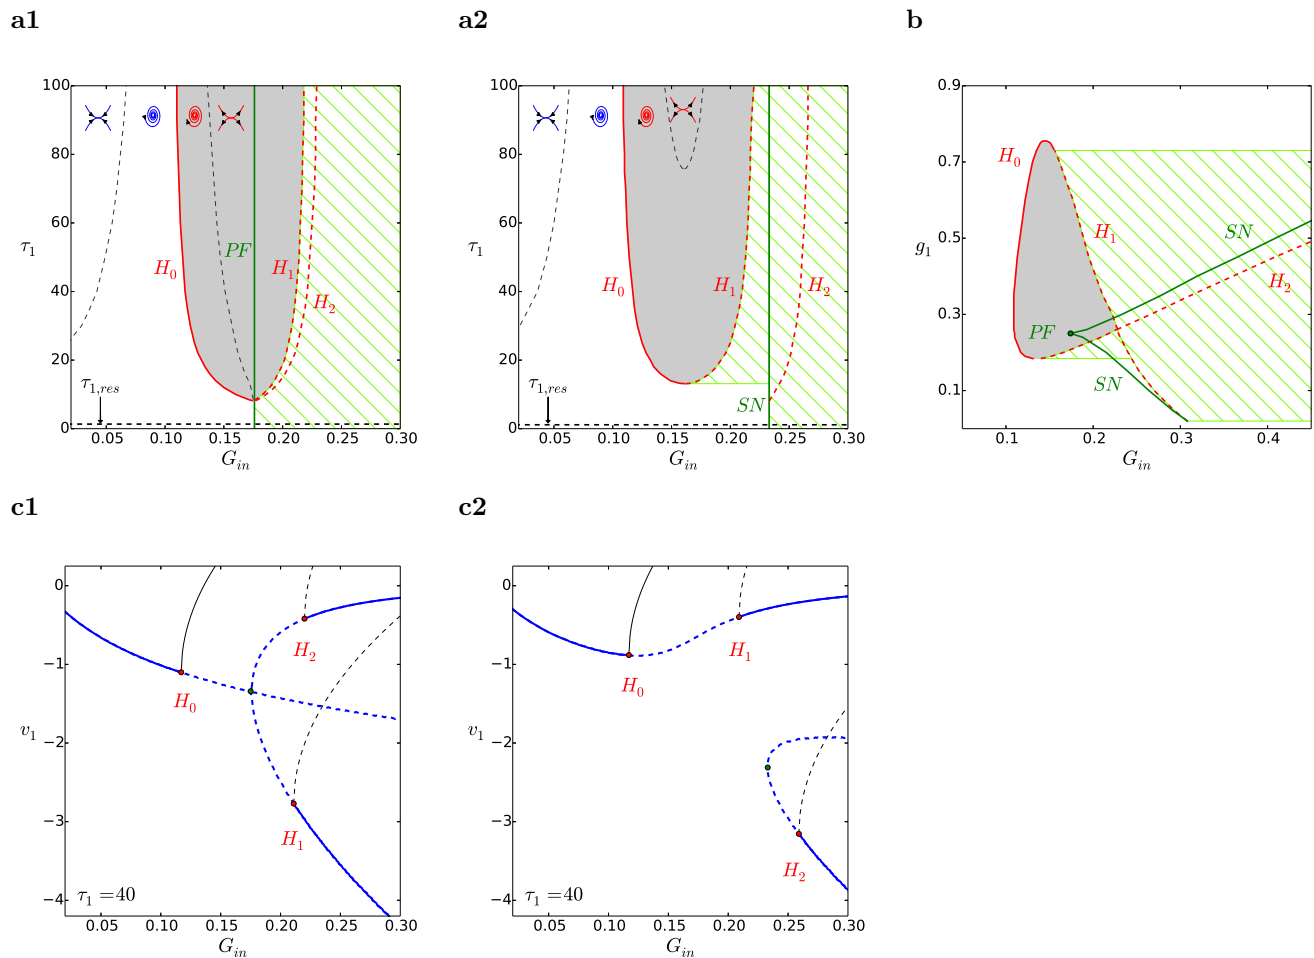 a1
a2
b
100
80
60
40
20
0
τ1
0.05
0.10
0.15
0.20
0.25
0.30
Gin
H0
PF
H1
H2
τ1,res
100
80
60
40
20
0
τ1
0.05
0.10
0.15
0.20
0.25
0.30
Gin
H0
H1
H2
SN
τ1,res
0.9
0.7
0.5
0.3
0.1
g1
0.1
0.2
0.3
0.4
Gin
H0
H1
SN
H2
PF
SN
c1
c2
0
−1
−2
−3
−4
v1
0.05
0.10
0.15
0.20
0.25
0.30
Gin
H0
H2
H1
τ1 =40
0
−1
−2
−3
−4
v1
0.05
0.10
0.15
0.20
0.25
0.30
Gin
H0
H1
H2
τ1 =40